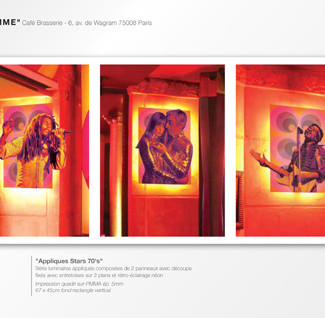 IME" Café Brasserie - 6, av. de Wagram 75008 Paris
"Appliques Stars 70's"
Série luminaires appliques composées de 2 panneaux avec découpe
fixés avec entretoises sur 2 plans et rétro-éclairage néon
Impression quadri sur PMMA ép. 5mm
67 x 45cm fond rectangle vertical